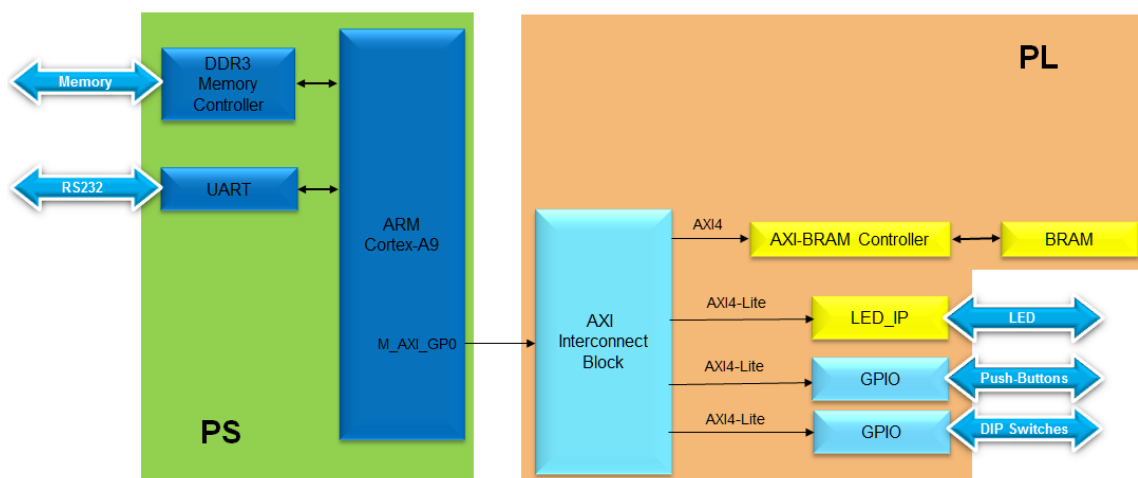 PL
DDR3
Memory
Controller
Memory
UART
RS232
ARM
Cortex-A9
M_AXI_GP0
PS
AXI
Interconnect
Block
AXI4
AXI-BRAM Controller
BRAM
AXI4-Lite
LED_IP
LED
AXI4-Lite
GPIO
Push-Buttons
AXI4-Lite
GPIO
DIP Switches